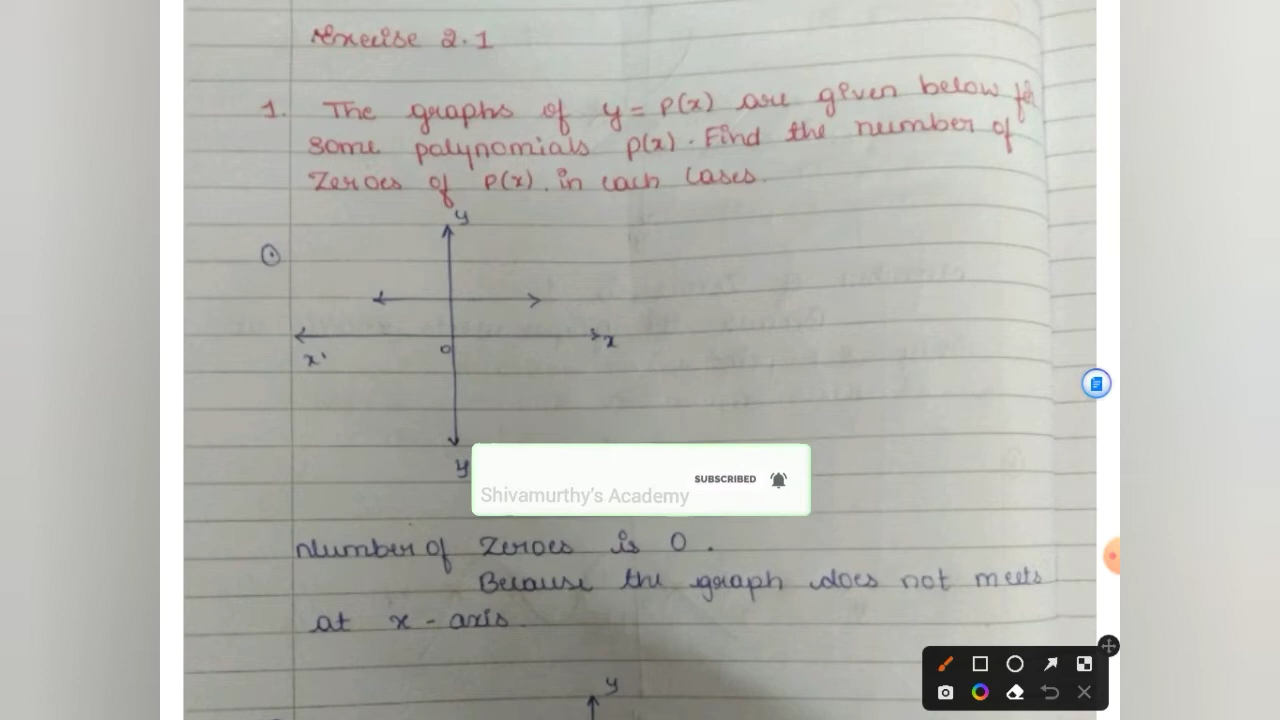 Exercise 2.1
1. The graphs of y = P(x) are given below for
some polynomials p(x). Find the number of
Zeroes of P(x). in each cases.
y
x
x'
o
y
SUBSCRIBED
Shivamurthy's Academy
Number of Zeroes is 0.
Because the graph does not meets
at x - axis.
y